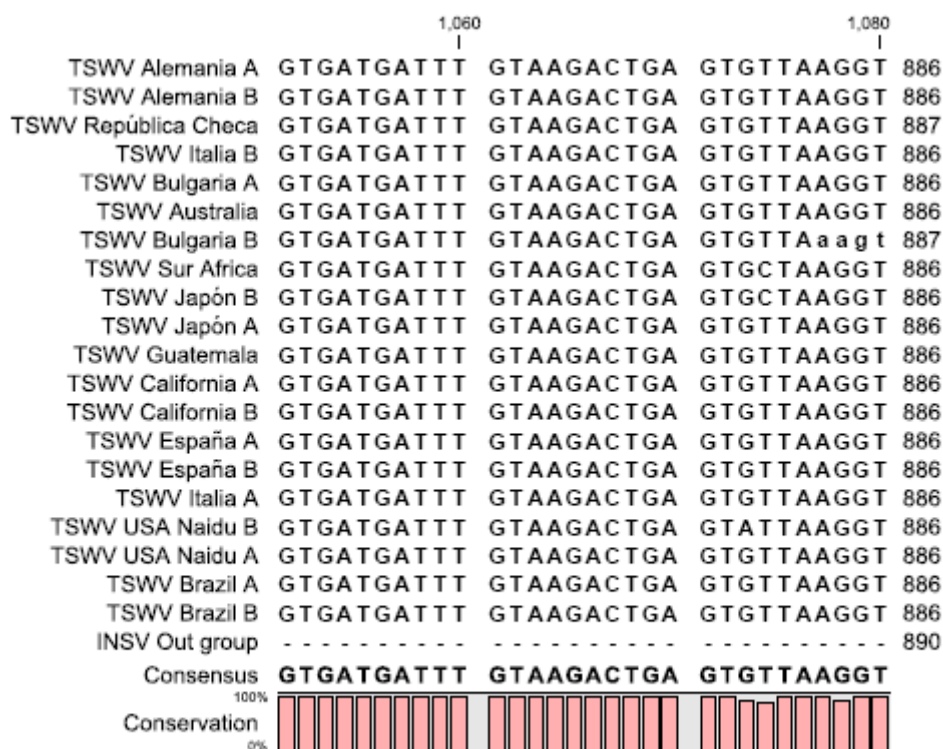 1,060 1,080
TSWV Alemania A GTGATGATTT GTAAGACTGA GTGTTAAGGT 886
TSWV Alemania B GTGATGATTT GTAAGACTGA GTGTTAAGGT 886
TSWV República Checa GTGATGATTT GTAAGACTGA GTGTTAAGGT 887
TSWV Italia B GTGATGATTT GTAAGACTGA GTGTTAAGGT 886
TSWV Bulgaria A GTGATGATTT GTAAGACTGA GTGTTAAGGT 886
TSWV Australia GTGATGATTT GTAAGACTGA GTGTTAAGGT 886
TSWV Bulgaria B GTGATGATTT GTAAGACTGA GTGTTAaagt 887
TSWV Sur Africa GTGATGATTT GTAAGACTGA GTGCTAAGGT 886
TSWV Japón B GTGATGATTT GTAAGACTGA GTGCTAAGGT 886
TSWV Japón A GTGATGATTT GTAAGACTGA GTGTTAAGGT 886
TSWV Guatemala GTGATGATTT GTAAGACTGA GTGTTAAGGT 886
TSWV California A GTGATGATTT GTAAGACTGA GTGTTAAGGT 886
TSWV California B GTGATGATTT GTAAGACTGA GTGTTAAGGT 886
TSWV España A GTGATGATTT GTAAGACTGA GTGTTAAGGT 886
TSWV España B GTGATGATTT GTAAGACTGA GTGTTAAGGT 886
TSWV Italia A GTGATGATTT GTAAGACTGA GTGTTAAGGT 886
TSWV USA Naidu B GTGATGATTT GTAAGACTGA GTATTAAGGT 886
TSWV USA Naidu A GTGATGATTT GTAAGACTGA GTGTTAAGGT 886
TSWV Brazil A GTGATGATTT GTAAGACTGA GTGTTAAGGT 886
TSWV Brazil B GTGATGATTT GTAAGACTGA GTGTTAAGGT 886
INSV Out group ---------- ---------- ---------- 890
Consensus GTGATGATTT GTAAGACTGA GTGTTAAGGT
100%
Conservation
0%